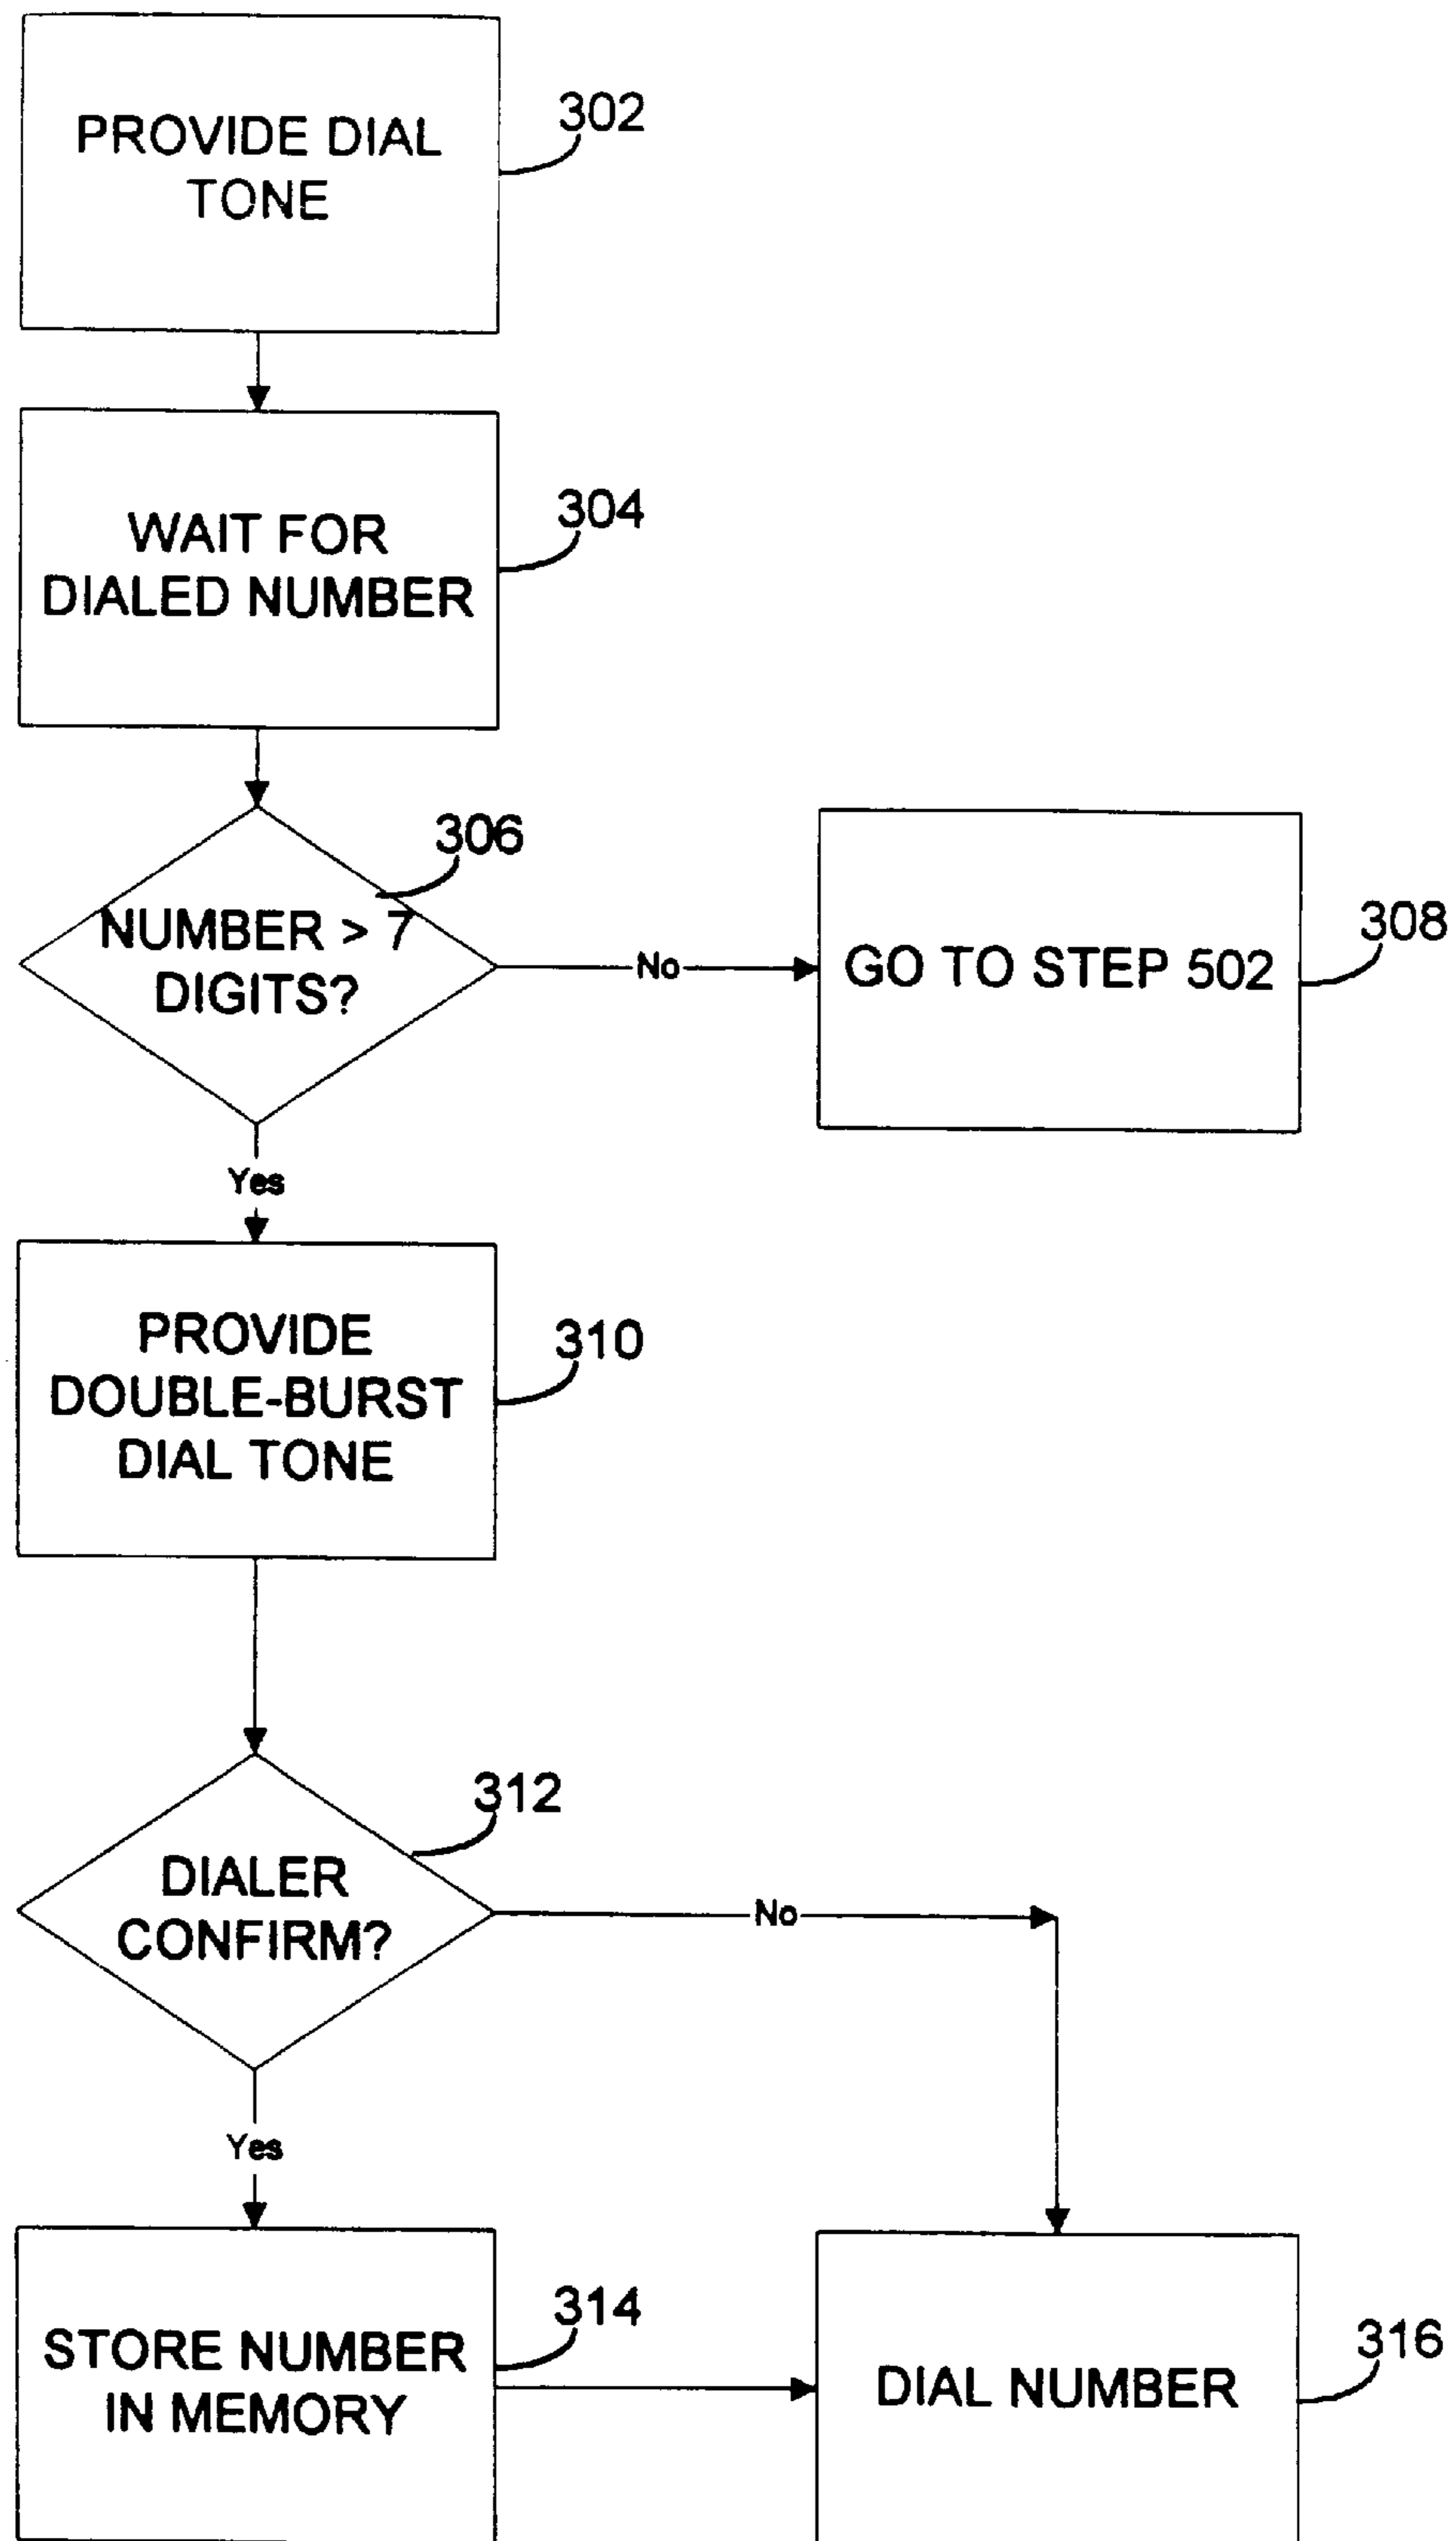 PROVIDE DIAL
TONE
302
WAIT FOR
DIALED NUMBER
304
306
NUMBER > 7
DIGITS?
No
GO TO STEP 502
308
Yes
PROVIDE
DOUBLE-BURST
DIAL TONE
310
312
DIALER
CONFIRM?
No
Yes
STORE NUMBER
IN MEMORY
314
DIAL NUMBER
316